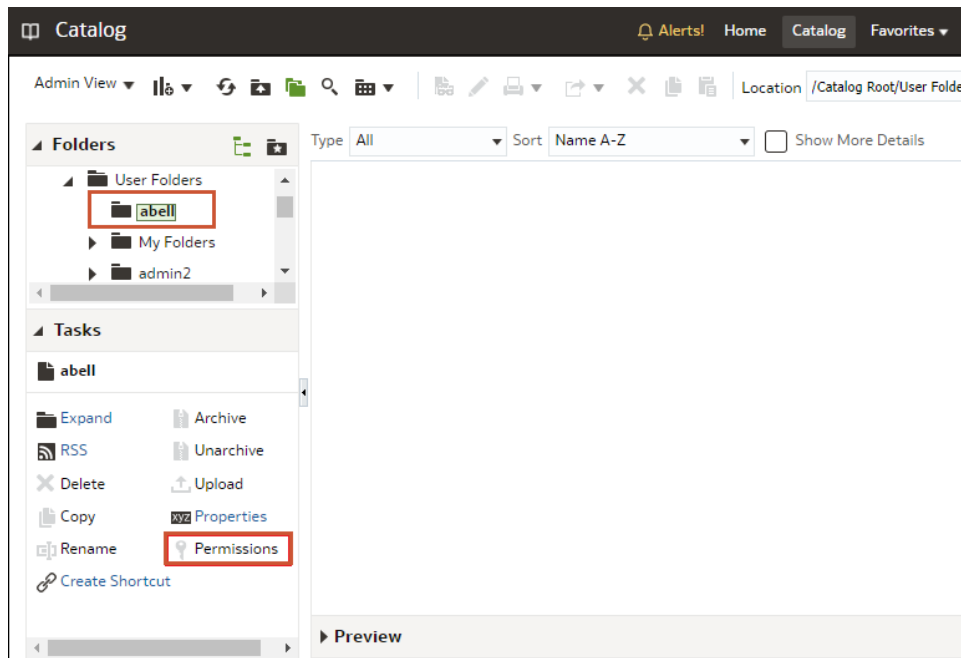 Catalog Alerts! Home Catalog Favorites
Admin View Location /Catalog Root/User Folde
Folders Type All Sort Name A-Z Show More Details
User Folders
abell
My Folders
admin2
Tasks
abell
Expand Archive
RSS Unarchive
Delete Upload
Copy xyz Properties
Rename Permissions
Create Shortcut
Preview